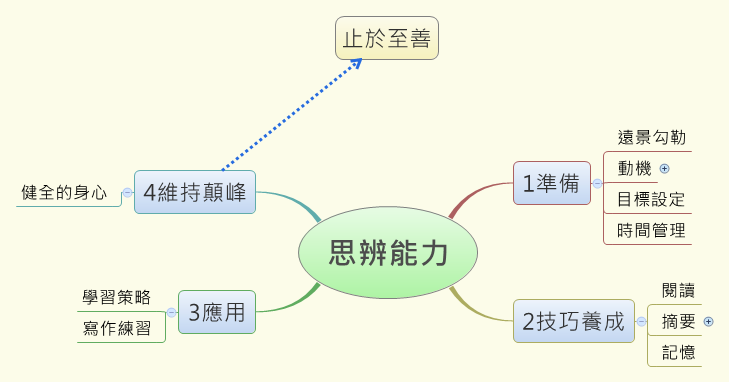 止於至善
思辨能力
1準備
遠景勾勒
動機
目標設定
時間管理
2技巧養成
閱讀
摘要
記憶
3應用
學習策略
寫作練習
4維持顛峰
健全的身心